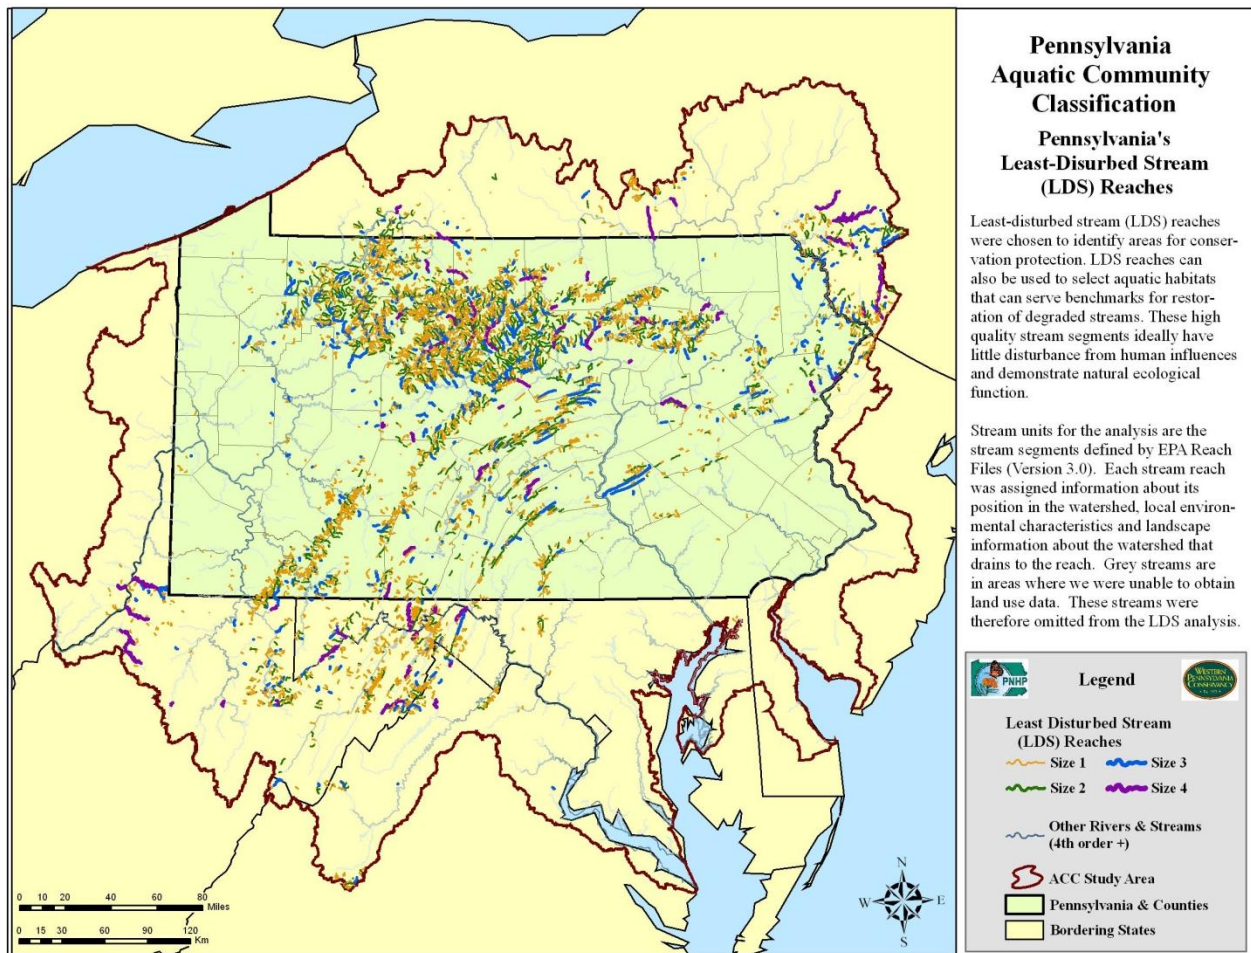 Pennsylvania
Aquatic Community
Classification
Pennsylvania's
Least-Disurbed Stream
(LDS) Reaches
Least-disturbed stream (LDS) reaches
were chosen to identify areas for conser-
vation protection. LDS reaches can
also be used to select aquatic habitats
that can serve benchmarks for restor-
ation of degraded streams. These high
quality stream segments ideally have
little disturbance from human influences
and demonstrate natural ecological
function.
Stream units for the analysis are the
stream segments defined by EPA Reach
Files (Version 3.0). Each stream reach
was assigned information about its
position in the watershed, local environ-
mental characteristics and landscape
information about the watershed that
drains to the reach. Grey streams are
in areas where we were unable to obtain
land use data. These streams were
therefore omitted from the LDS analysis.
PNHP
Legend
WESTERN
PENNSYLVANIA
CONSERVANCY
Least Disturbed Stream
(LDS) Reaches
Size 1
Size 3
Size 2
Size 4
Other Rivers & Streams
(4th order +)
ACC Study Area
Pennsylvania & Counties
Bordering States
N
W
E
S
0 10 20 40 60 80
Miles
0 15 30 60 90 120
Km